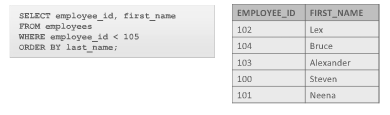 SELECT employee_id, first_name
FROM employees
WHERE employee_id < 105
ORDER BY last_name;
EMPLOYEE_ID FIRST_NAME
102 Lex
104 Bruce
103 Alexander
100 Steven
101 Neena